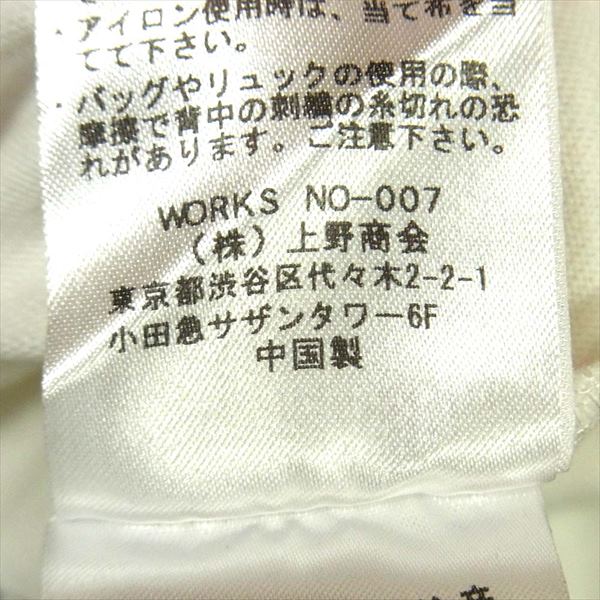 ・アイロン使用時は、当て布を当
てて下さい。
・バッグやリュックの使用の際、
摩擦で背中の刺繍の糸切れの恐
れがあります。ご注意下さい。
WORKS NO-007
（株）上野商会
東京都渋谷区代々木2-2-1
小田急サザンタワー6F
中国製